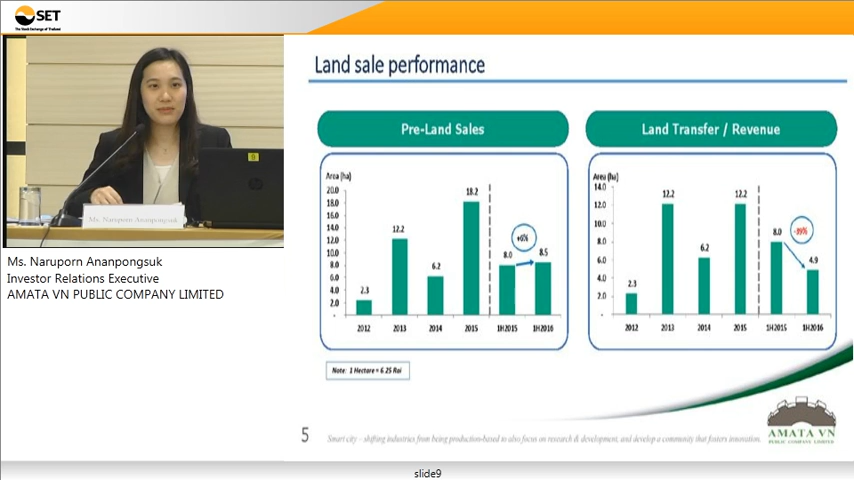 SET
The Stock Exchange of Thailand
Ms. Naruporn Ananpongsuk
Ms. Naruporn Ananpongsuk
Investor Relations Executive
AMATA VN PUBLIC COMPANY LIMITED
Land sale performance
Pre-Land Sales
Area (ha)
20.0
18.0
16.0
14.0
12.0
10.0
8.0
6.0
4.0
2.0
-
2.3
12.2
6.2
18.2
8.0
8.5
+6%
2012
2013
2014
2015
1H2015
1H2016
Land Transfer / Revenue
Area (ha)
14.0
12.0
10.0
8.0
6.0
4.0
2.0
-
2.3
12.2
6.2
12.2
8.0
4.9
-39%
2012
2013
2014
2015
1H2015
1H2016
Note: 1 Hectare = 6.25 Rai
5
Smart city – shifting industries from being production-based to also focus on research & development, and develop a community that fosters innovation.
AMATA VN
PUBLIC COMPANY LIMITED
slide9